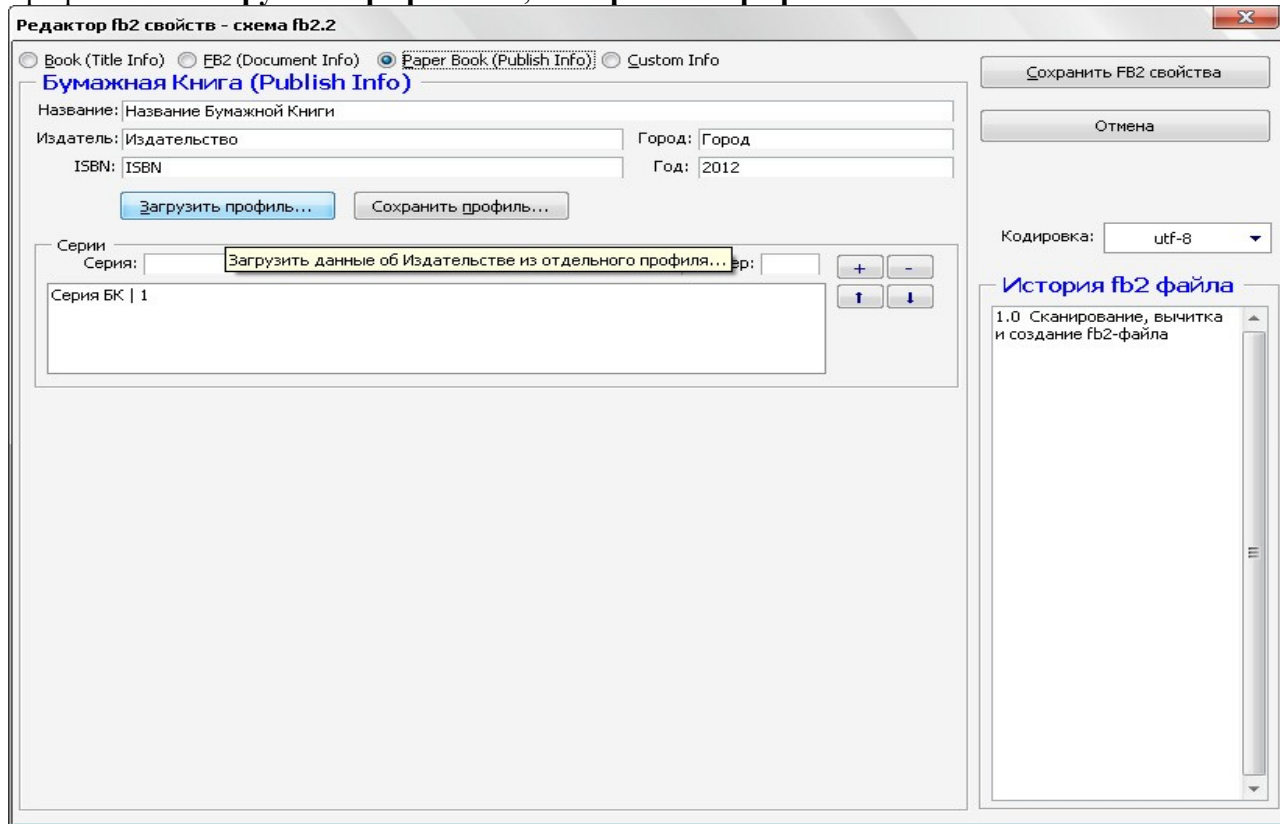 Редактор fb2 свойств - схема fb2.2
Book (Title Info) FB2 (Document Info) Paper Book (Publish Info) Custom Info
Бумажная Книга (Publish Info)
Название: Название Бумажной Книги
Издатель: Издательство Город: Город
ISBN: ISBN Год: 2012
Загрузить профиль... Сохранить профиль...
Серии
Серия: Загрузить данные об Издательстве из отдельного профиля... ер: + -
Серия БК | 1
Сохранить FB2 свойства
Отмена
Кодировка: utf-8
История fb2 файла
1.0 Сканирование, вычитка
и создание fb2-файла